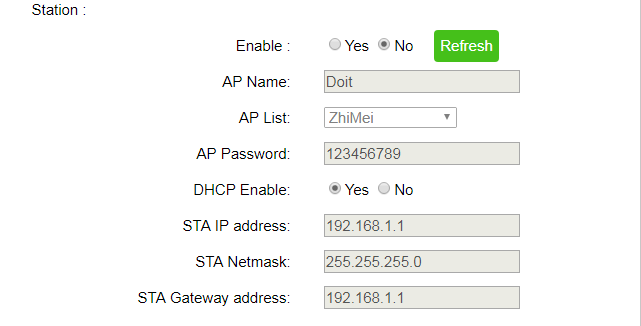 Station :
Enable : Yes No Refresh
AP Name: Doit
AP List: ZhiMei
AP Password: 123456789
DHCP Enable: Yes No
STA IP address: 192.168.1.1
STA Netmask: 255.255.255.0
STA Gateway address: 192.168.1.1